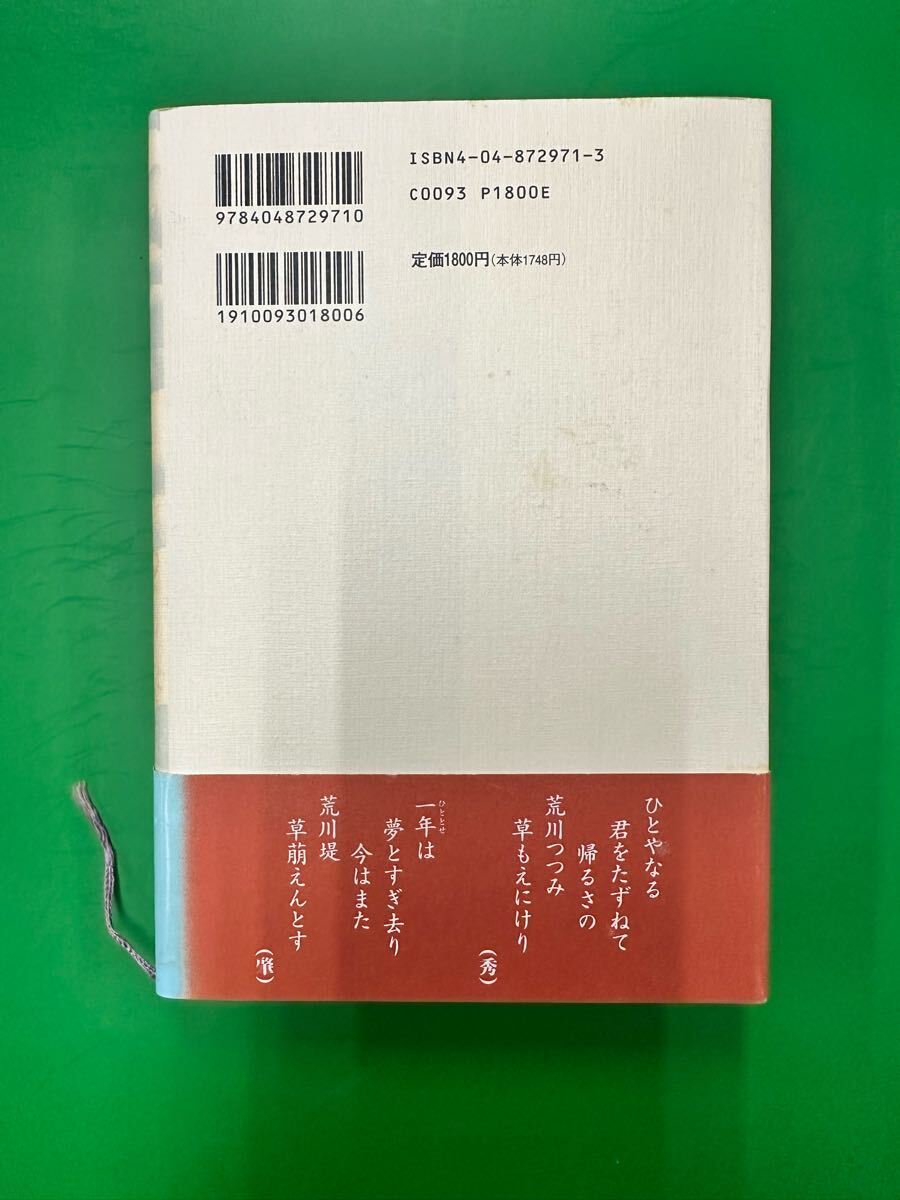 ISBN4-04-872971-3
C0093 P1800E
9784048729710
定価1800円(本体1748円)
1910093018006
ひとやなる
君をたずねて
帰るさの
荒川つつみ
草もえにけり
(秀)
ひととせ
一年は
夢とすぎ去り
今はまた
荒川堤
草萠えんとす